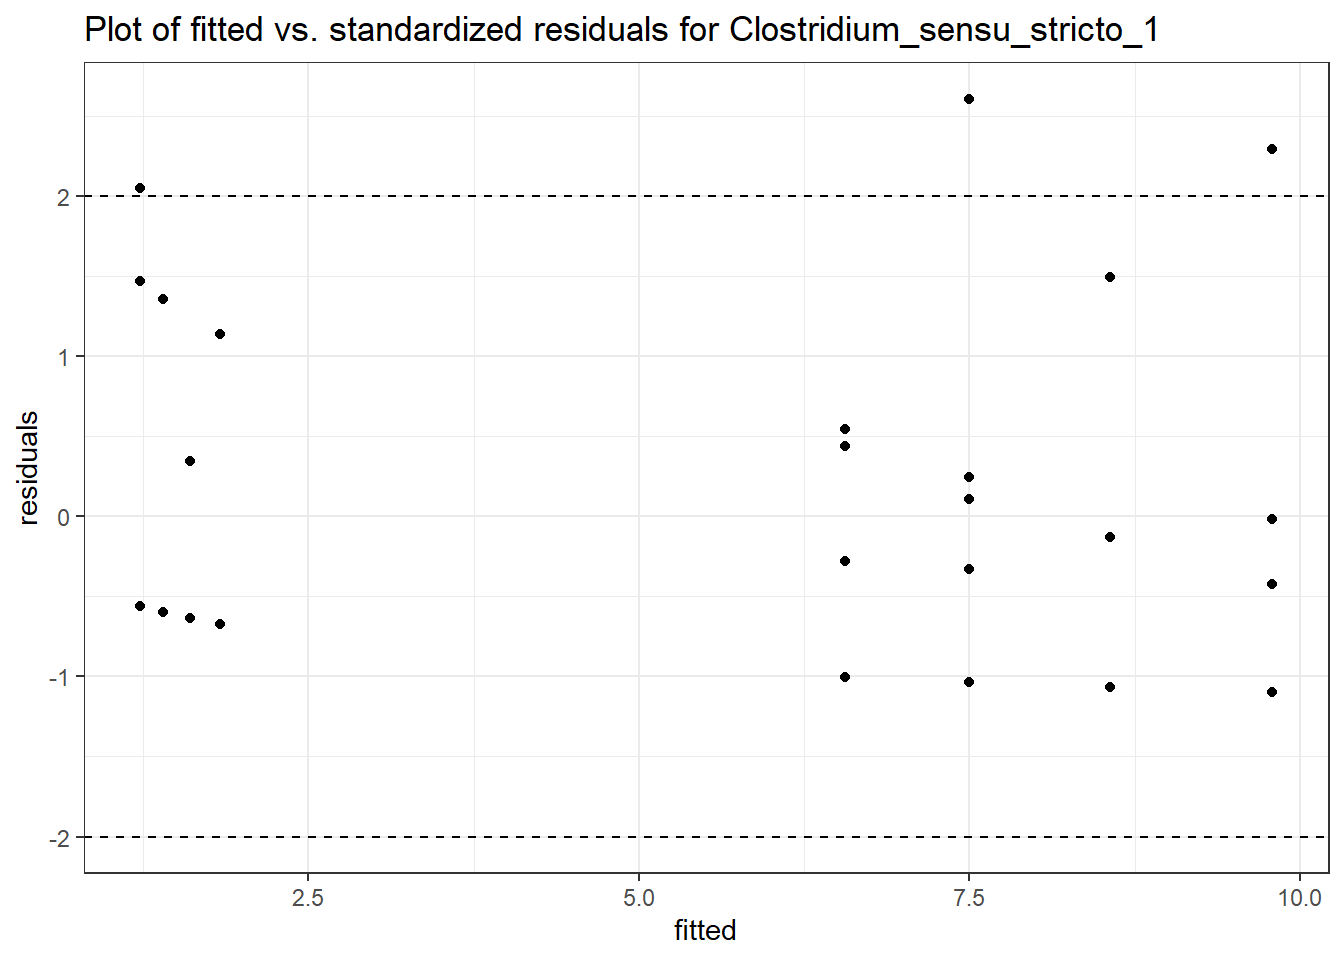 Plot of fitted vs. standardized residuals for Clostridium_sensu_stricto_1
residuals
2
1
0
-1
-2
2.5 5.0 7.5 10.0
fitted